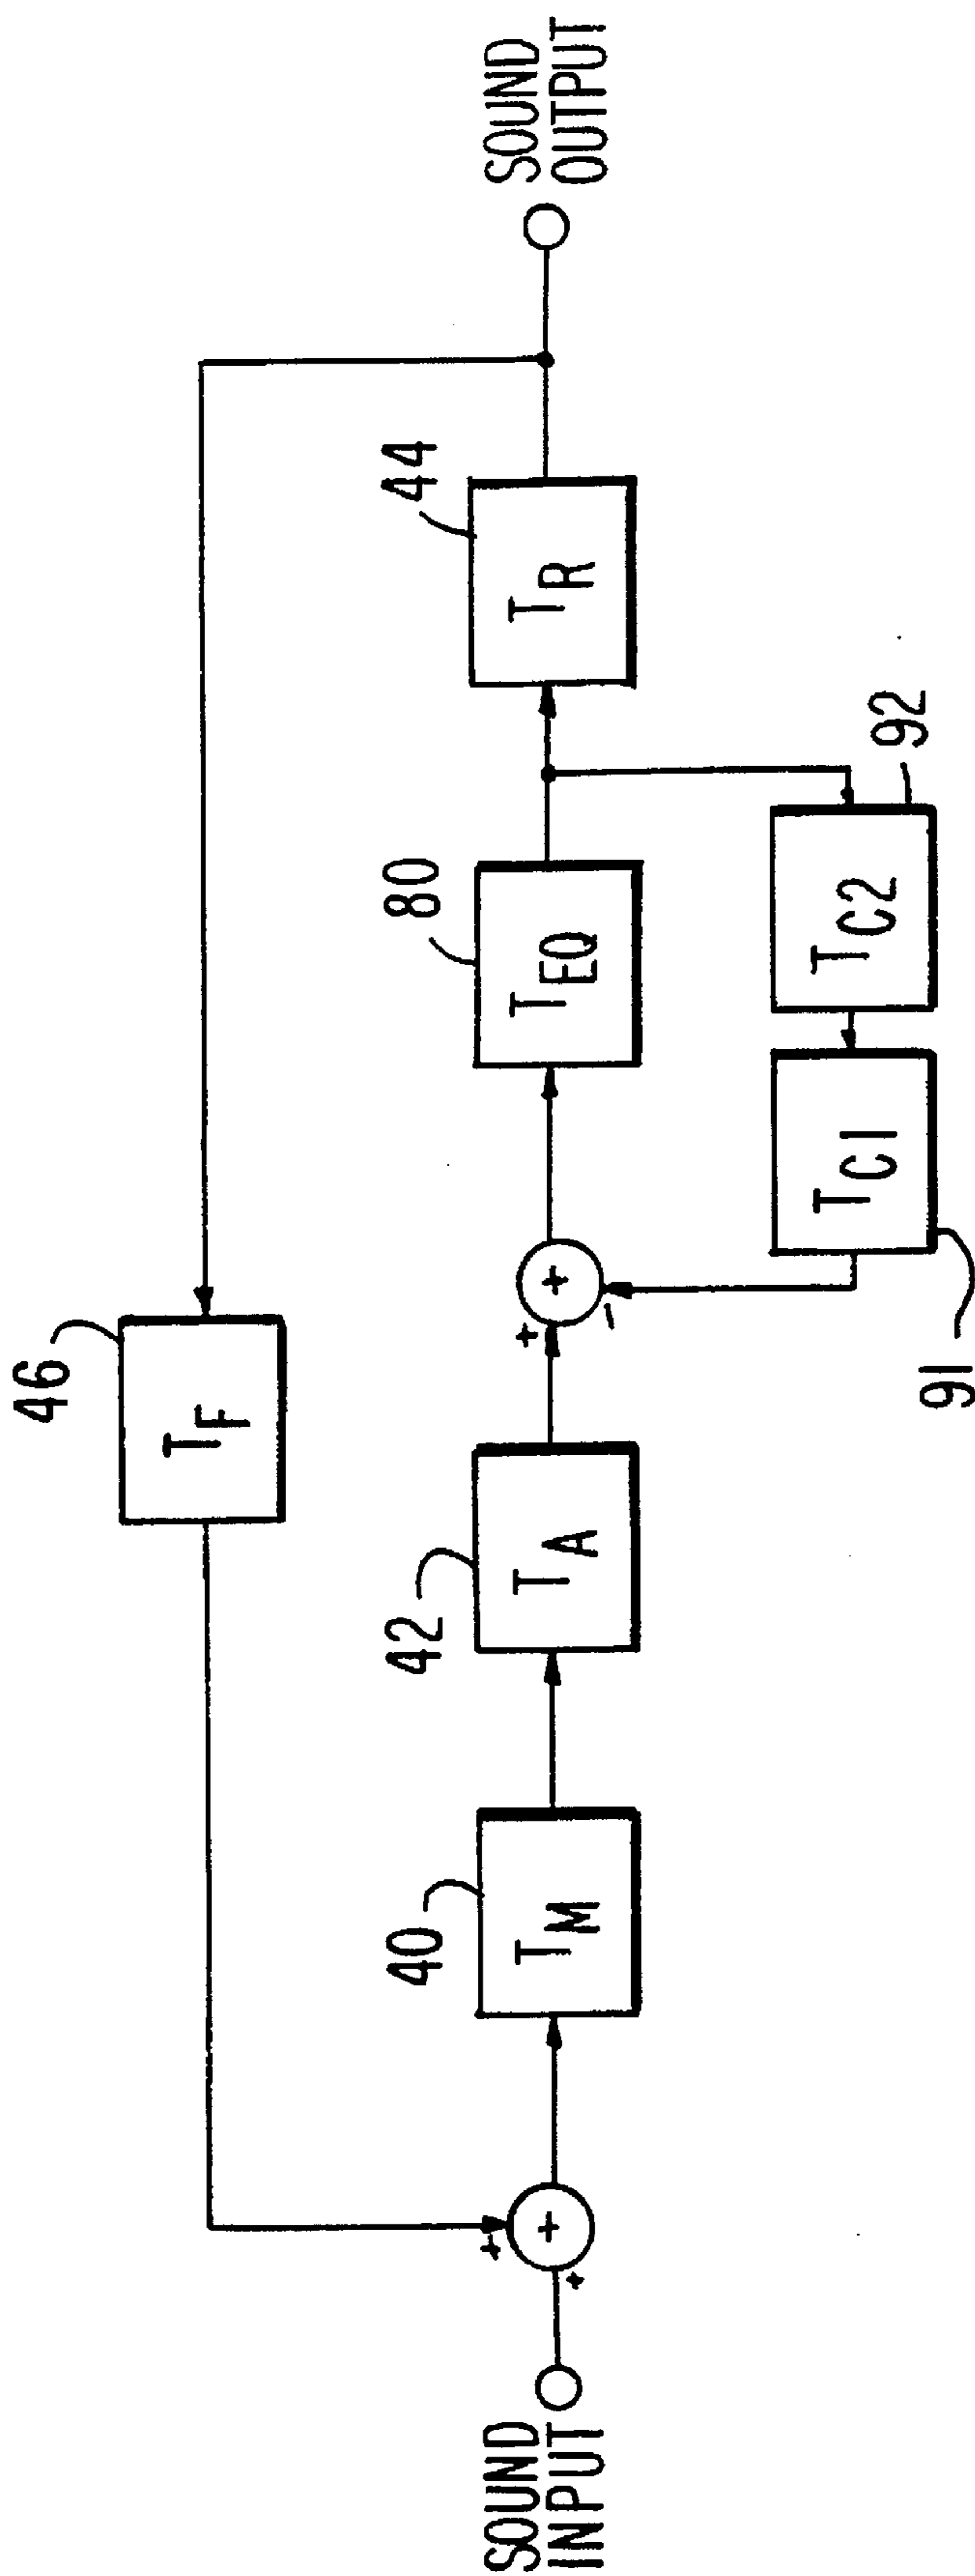 46
T_F
SOUND
INPUT
+
+
+
40
T_M
42
T_A
+
+
−
80
T_EQ
44
T_R
SOUND
OUTPUT
91
T_C1
T_C2
92